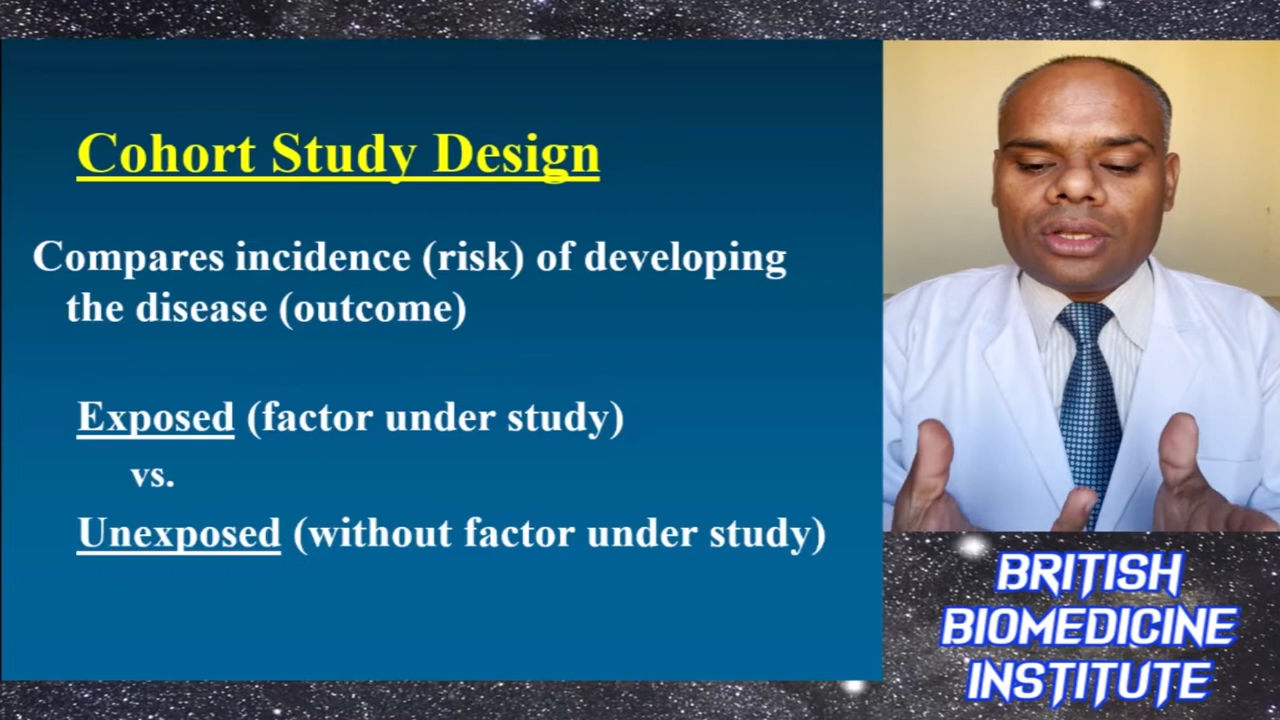 Cohort Study Design
Compares incidence (risk) of developing
the disease (outcome)
Exposed (factor under study)
vs.
Unexposed (without factor under study)
BRITISH
BIOMEDICINE
INSTITUTE